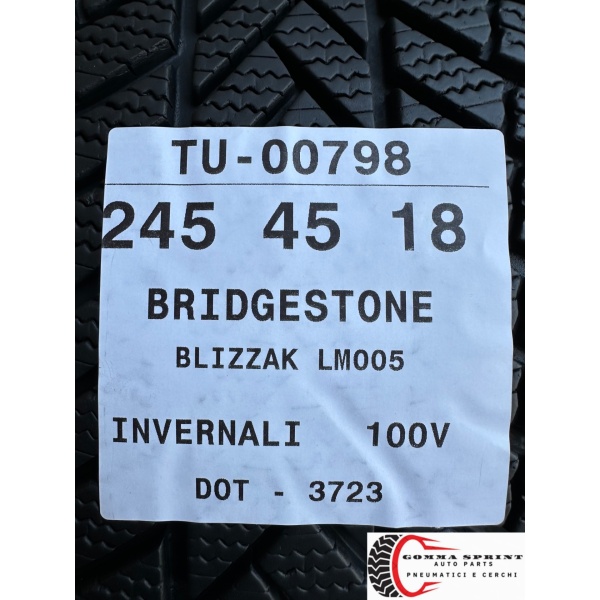 TU-00798
245 45 18
BRIDGESTONE
BLIZZAK LM005
INVERNALI 100V
DOT - 3723
GOMMA SPRINT
AUTO PARTS
PNEUMATICI E CERCHI